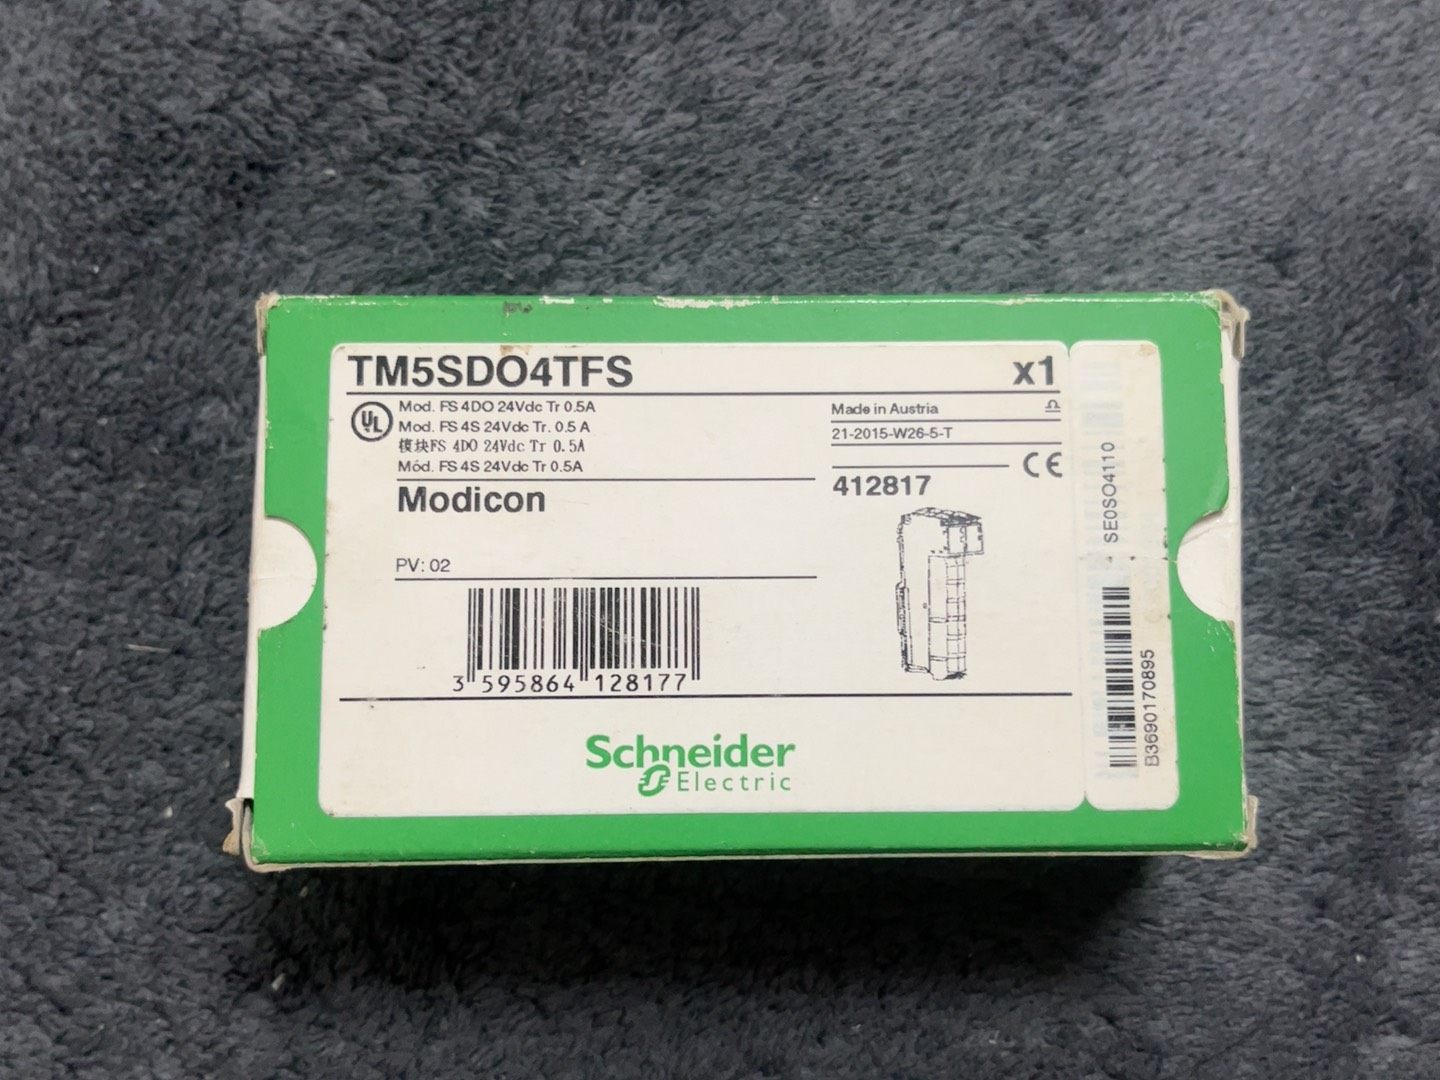 TM5SDO4TFS x1
UL
Mod. FS 4DO 24Vdc Tr 0.5A
Mod. FS 4S 24Vdc Tr. 0.5 A
模块FS 4DO 24Vdc Tr 0.5A
Mód. FS 4S 24Vdc Tr 0.5A
Modicon
PV: 02
3 595864 128177
Made in Austria
21-2015-W26-5-T
CE
412817
Schneider
Electric
SE0SO4110
B3690170895